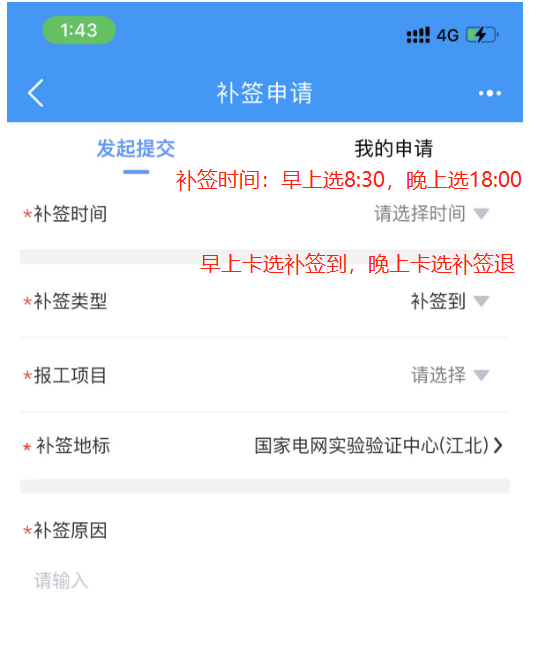 1:43 4G
补签申请
发起提交 我的申请
补签时间：早上选8:30，晚上选18:00
*补签时间 请选择时间
早上卡选补签到，晚上卡选补签退
*补签类型 补签到
*报工项目 请选择
* 补签地标 国家电网实验验证中心(江北)
*补签原因
请输入